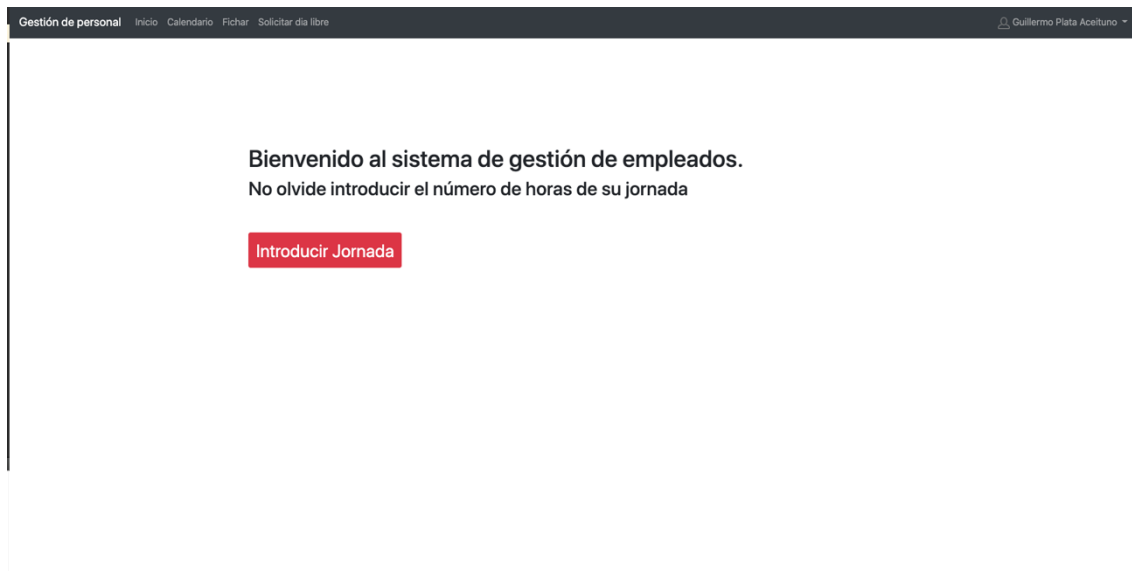 Gestión de personal Inicio Calendario Fichar Solicitar dia libre Guillermo Plata Aceituno
Bienvenido al sistema de gestión de empleados.
No olvide introducir el número de horas de su jornada
Introducir Jornada